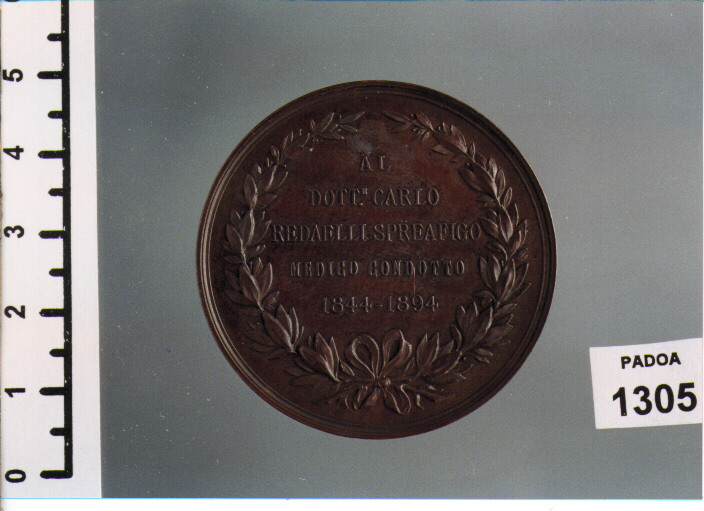 5
4
3
2
1
0
AL
DOTT.R CARLO
REDAELLI SPREAFICO
MEDICO CONDOTTO
1844-1894
PADOA
1305